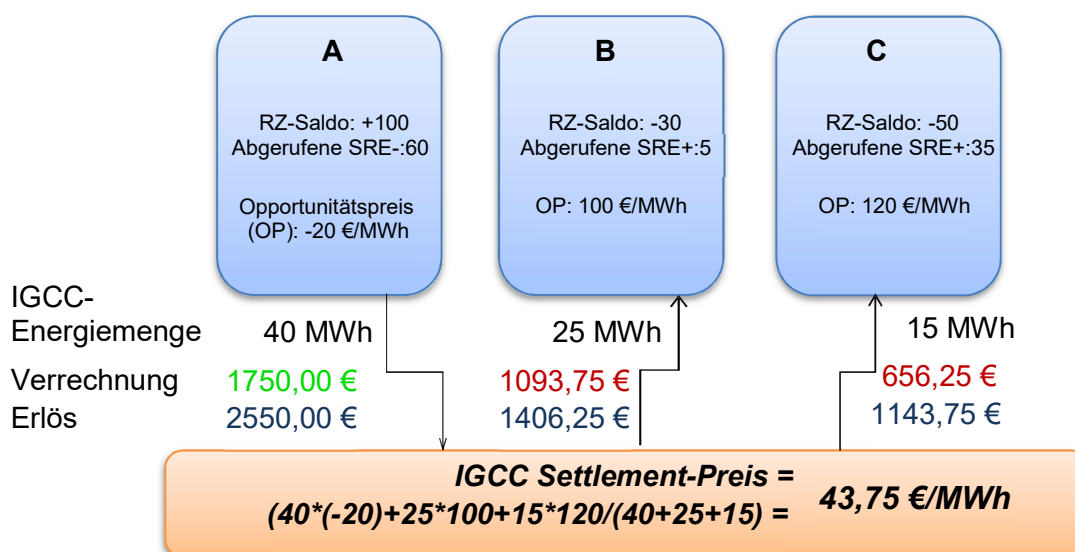 A
RZ-Saldo: +100
Abgerufene SRE-:60
Opportunitätspreis
(OP): -20 €/MWh
B
RZ-Saldo: -30
Abgerufene SRE+:5
OP: 100 €/MWh
C
RZ-Saldo: -50
Abgerufene SRE+:35
OP: 120 €/MWh
IGCC-
Energiemenge 40 MWh 25 MWh 15 MWh
Verrechnung 1750,00 € 1093,75 € 656,25 €
Erlös 2550,00 € 1406,25 € 1143,75 €
IGCC Settlement-Preis =
(40*(-20)+25*100+15*120/(40+25+15) = 43,75 €/MWh